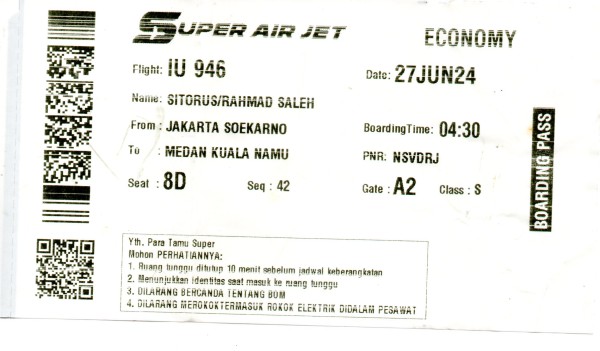 SUPER AIR JET
ECONOMY
Flight: IU 946
Date: 27JUN24
Name: SITORUS/RAHMAD SALEH
From : JAKARTA SOEKARNO
BoardingTime: 04:30
To : MEDAN KUALA NAMU
PNR: NSVDRJ
Seat : 8D
Seq : 42
Gate : A2
Class : S
BOARDING PASS
Yth. Para Tamu Super
Mohon PERHATIANNYA:
1. Ruang tunggu ditutup 10 menit sebelum jadwal keberangkatan
2. Menunjukkan identitas saat masuk ke ruang tunggu
3. DILARANG BERCANDA TENTANG BOM
4. DILARANG MEROKOKTERMASUK ROKOK ELEKTRIK DIDALAM PESAWAT